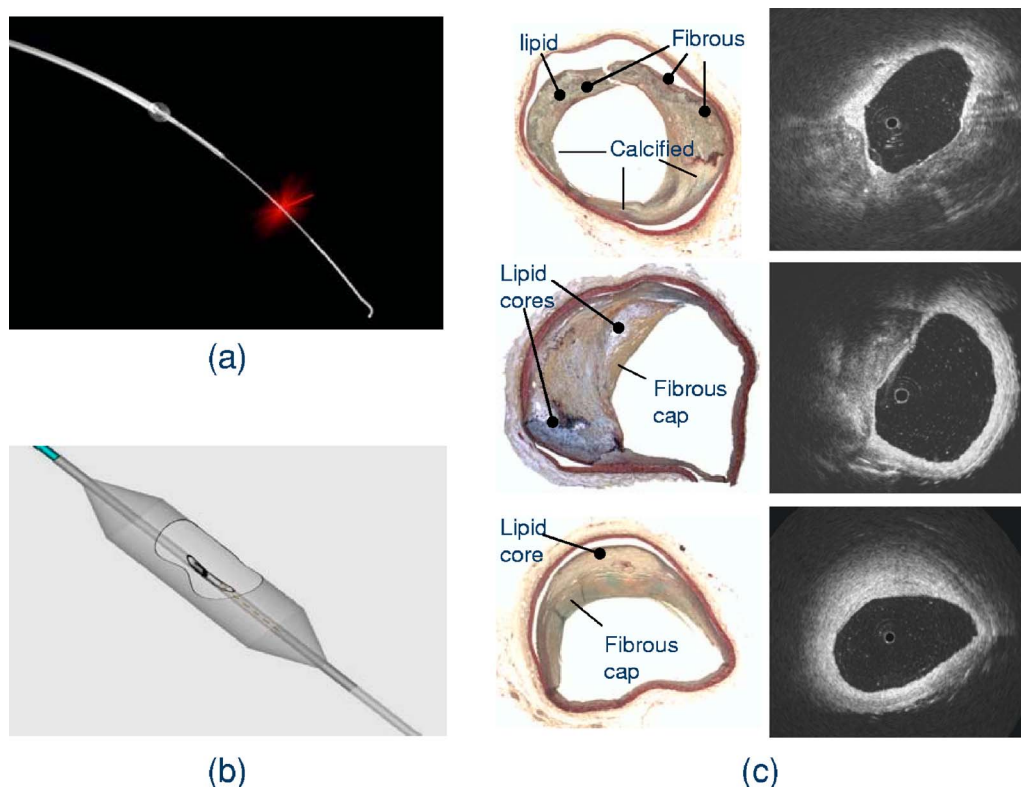 (a)
(b)
lipid
Fibrous
Calcified
Lipid
cores
Fibrous
cap
Lipid
core
Fibrous
cap
(c)